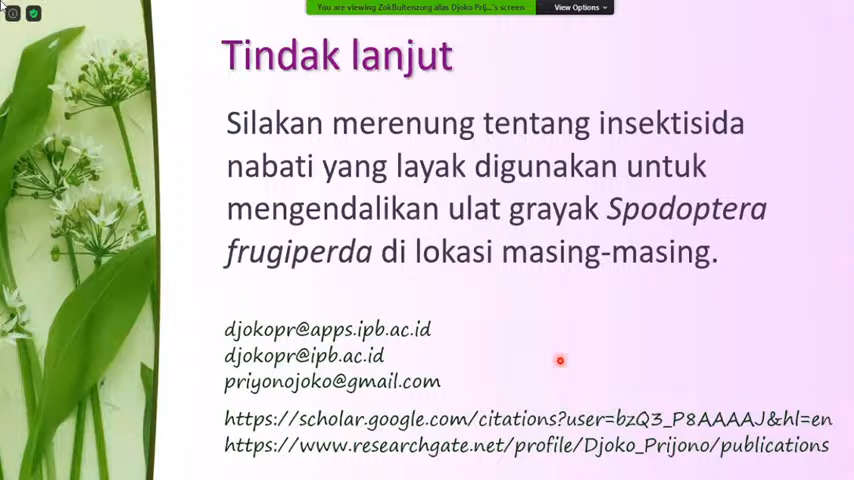 You are viewing ZokBuitenzorg alias Djoko Prij...'s screen
View Options
Tindak lanjut
Silakan merenung tentang insektisida
nabati yang layak digunakan untuk
mengendalikan ulat grayak Spodoptera
frugiperda di lokasi masing-masing.
djokopr@apps.ipb.ac.id
djokopr@ipb.ac.id
priyonojoko@gmail.com
https://scholar.google.com/citations?user=bzQ3_P8AAAAJ&hl=en
https://www.researchgate.net/profile/Djoko_Prijono/publications